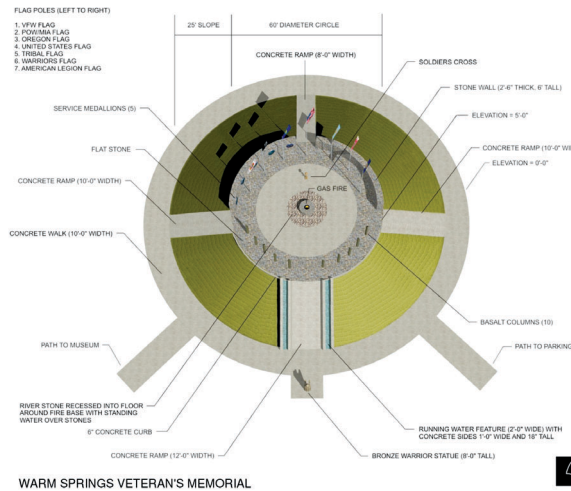 FLAG POLES (LEFT TO RIGHT)
1. VFW FLAG
2. POW/MIA FLAG
3. OREGON FLAG
4. UNITED STATES FLAG
5. TRIBAL FLAG
6. WARRIORS FLAG
7. AMERICAN LEGION FLAG
25' SLOPE
60' DIAMETER CIRCLE
CONCRETE RAMP (8'-0" WIDTH)
SOLDIERS CROSS
STONE WALL (2'-6" THICK, 6' TALL)
SERVICE MEDALLIONS (5)
ELEVATION = 5'-0"
FLAT STONE
CONCRETE RAMP (10'-0" WI
ELEVATION = 0'-0"
CONCRETE RAMP (10'-0" WIDTH)
GAS FIRE
CONCRETE WALK (10'-0" WIDTH)
BASALT COLUMNS (10)
PATH TO MUSEUM
PATH TO PARKING
RIVER STONE RECESSED INTO FLOOR
AROUND FIRE BASE WITH STANDING
WATER OVER STONES
6" CONCRETE CURB
RUNNING WATER FEATURE (2'-0" WIDE) WITH
CONCRETE SIDES 1'-0" WIDE AND 18" TALL
CONCRETE RAMP (12'-0" WIDTH)
BRONZE WARRIOR STATUE (8'-0" TALL)
WARM SPRINGS VETERAN'S MEMORIAL